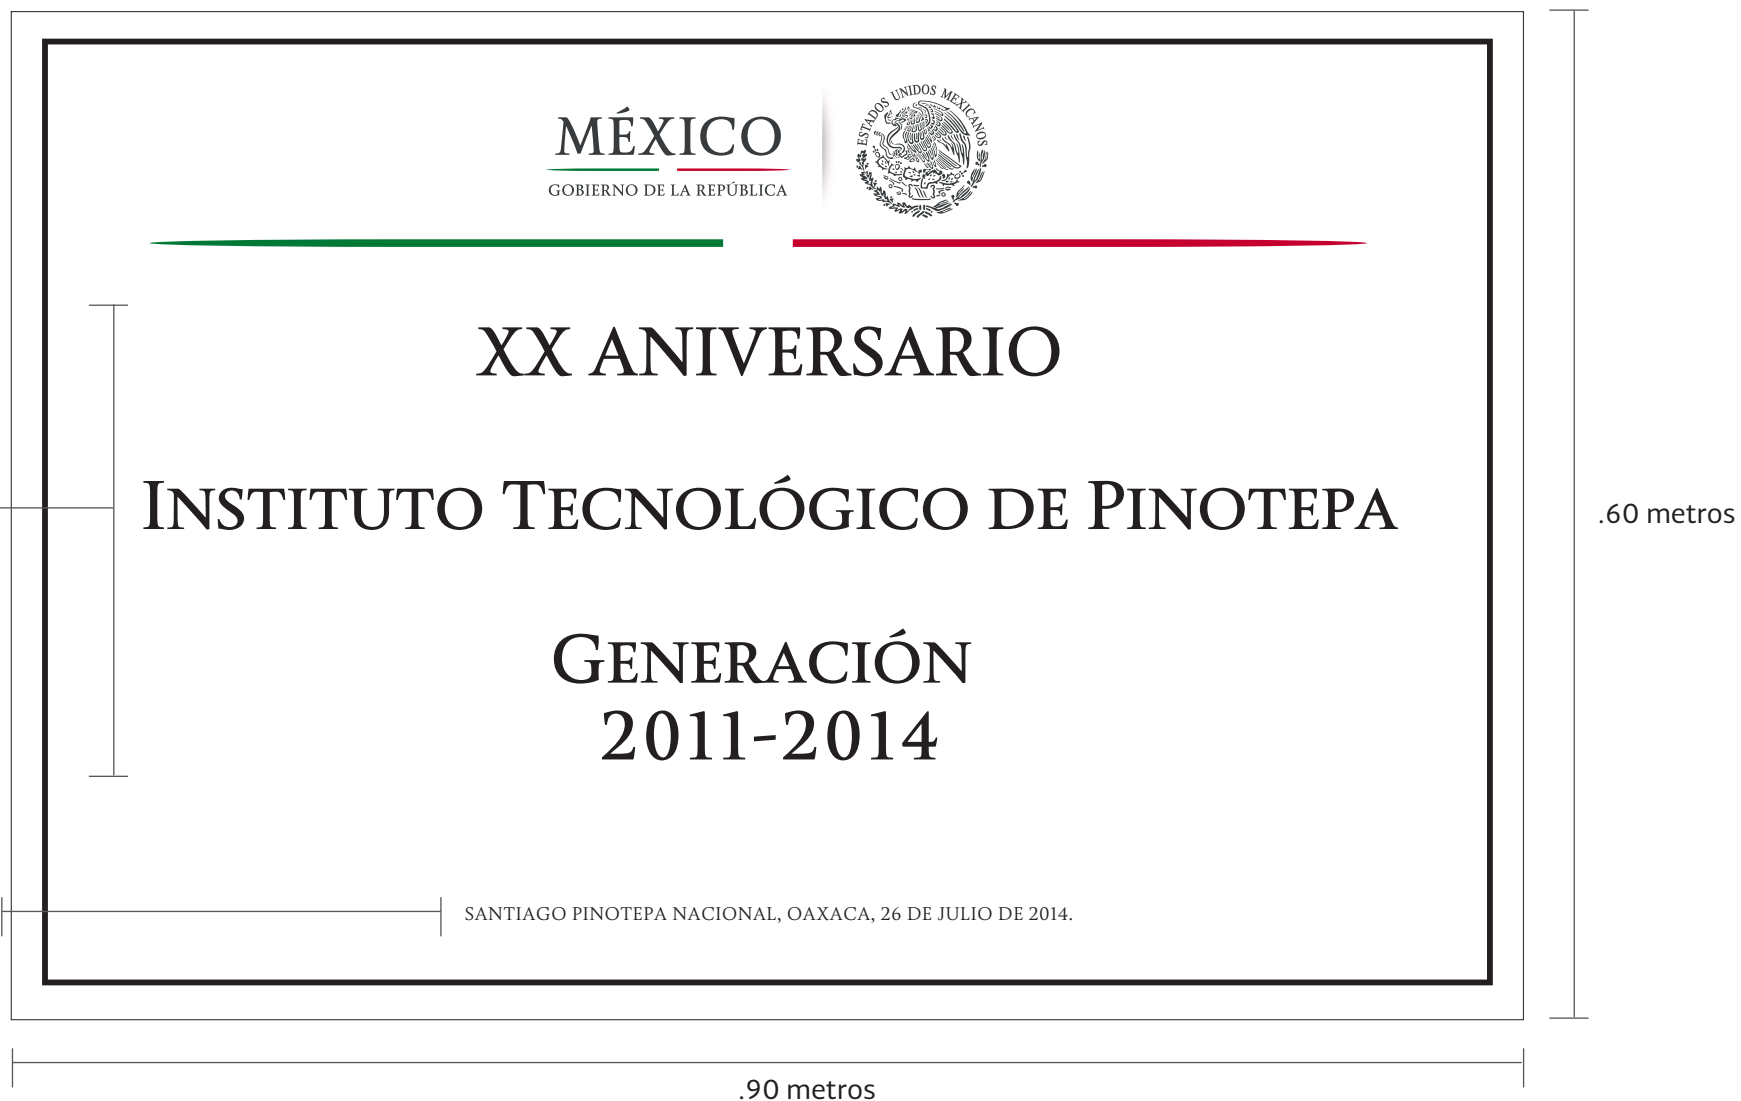 MÉXICO
GOBIERNO DE LA REPÚBLICA
ESTADOS UNIDOS MEXICANOS
XX ANIVERSARIO
INSTITUTO TECNOLÓGICO DE PINOTEPA
GENERACIÓN
2011-2014
SANTIAGO PINOTEPA NACIONAL, OAXACA, 26 DE JULIO DE 2014.
.60 metros
.90 metros